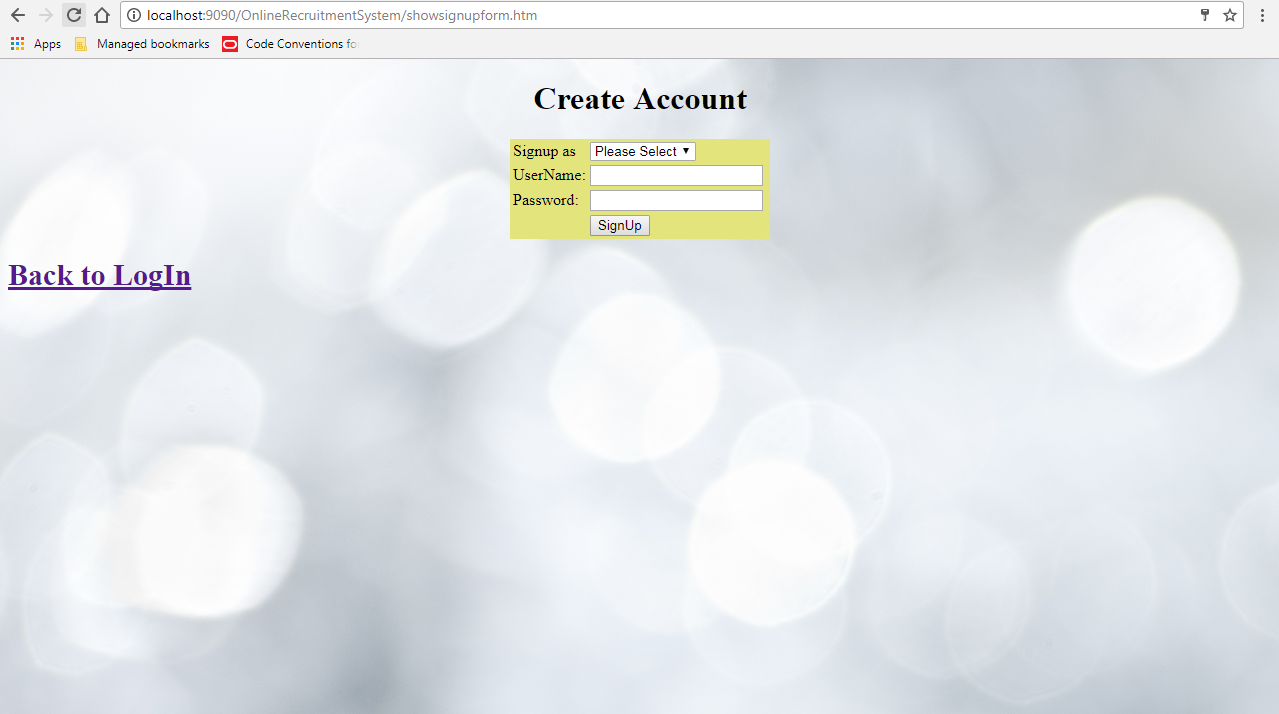 localhost:9090/OnlineRecruitmentSystem/showsignupform.htm
Apps Managed bookmarks Code Conventions fo
Create Account
Signup as Please Select
UserName:
Password:
SignUp
Back to LogIn